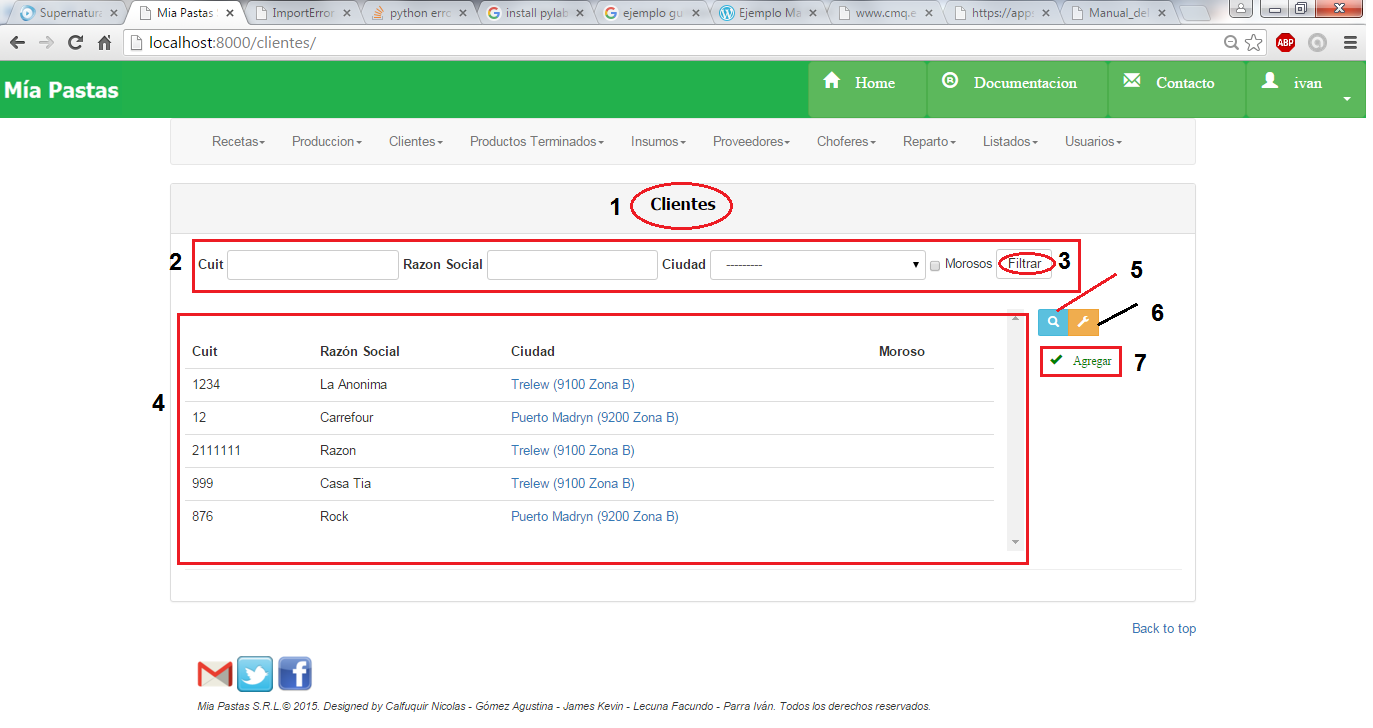 Supernatura
Mia Pastas
ImportError
python erro
install pylab
ejemplo gu
Ejemplo Ma
www.cmq.e
https://apps
Manual_del
localhost:8000/clientes/
ABP
Mía Pastas
Home
Documentacion
Contacto
ivan
Recetas
Produccion
Clientes
Productos Terminados
Insumos
Proveedores
Choferes
Reparto
Listados
Usuarios
1 Clientes
2 Cuit Razon Social Ciudad --------- Morosos Filtrar 3
5
6
Agregar 7
4
Cuit Razón Social Ciudad Moroso
1234 La Anonima Trelew (9100 Zona B)
12 Carrefour Puerto Madryn (9200 Zona B)
2111111 Razon Trelew (9100 Zona B)
999 Casa Tia Trelew (9100 Zona B)
876 Rock Puerto Madryn (9200 Zona B)
Back to top
Mia Pastas S.R.L.© 2015. Designed by Calfuquir Nicolas - Gómez Agustina - James Kevin - Lecuna Facundo - Parra Iván. Todos los derechos reservados.